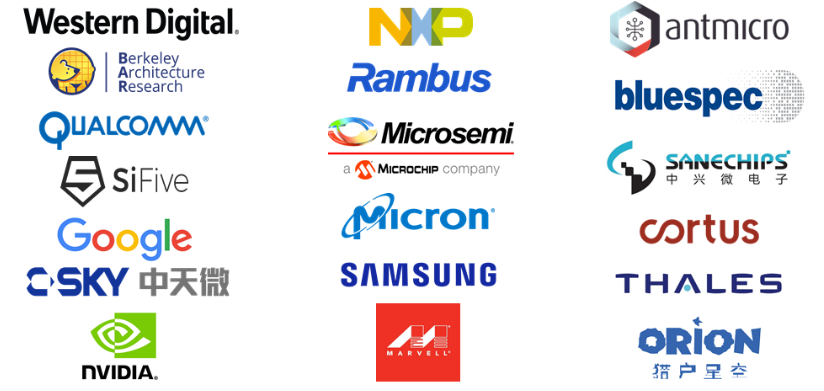 Western Digital®
Berkeley
Architecture
Research
QUALCOMM®
SiFive
Google
C-SKY 中天微
NVIDIA®
NXP
Rambus
Microsemi®
a MICROCHIP company
Micron®
SAMSUNG
MARVELL®
antmicro
bluespec
SANECHIPS
中兴微电子
cortus
THALES
ORION
猎户星空